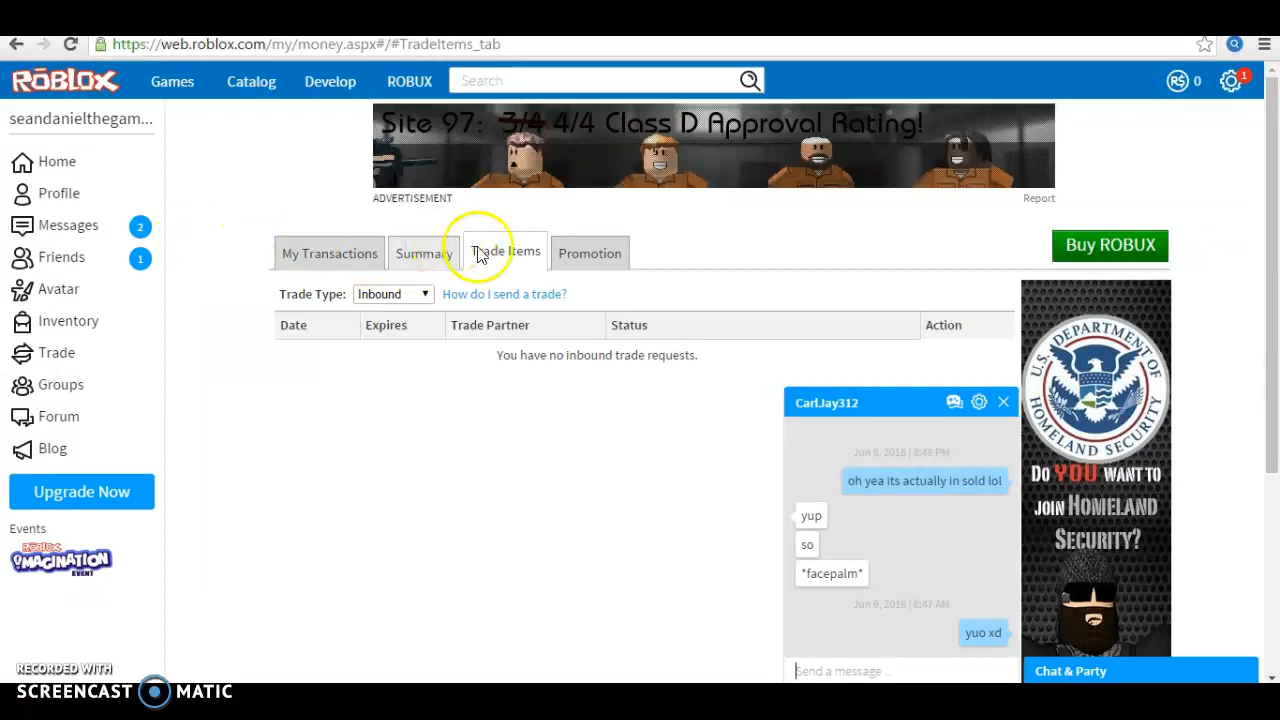 https://web.roblox.com/my/money.aspx#/#TradeItems_tab
ROBLOX Games Catalog Develop ROBUX Search R$ 0 1
seandanielthegam...
Home
Profile
Messages 2
Friends 1
Avatar
Inventory
Trade
Groups
Forum
Blog
Upgrade Now
Events
ROBLOX
IMAGINATION
EVENT
Site 97: 3/4 4/4 Class D Approval Rating!
ADVERTISEMENT Report
My Transactions Summary Trade Items Promotion Buy ROBUX
Trade Type: Inbound How do I send a trade?
Date Expires Trade Partner Status Action
You have no inbound trade requests.
CarlJay312
Jun 8, 2016 | 8:49 PM
oh yea its actually in sold lol
yup
so
*facepalm*
Jun 9, 2016 | 8:47 AM
yuo xd
Send a message ...
U.S. DEPARTMENT OF HOMELAND SECURITY
DO YOU WANT TO
JOIN HOMELAND
SECURITY?
Chat & Party
RECORDED WITH
SCREENCAST MATIC